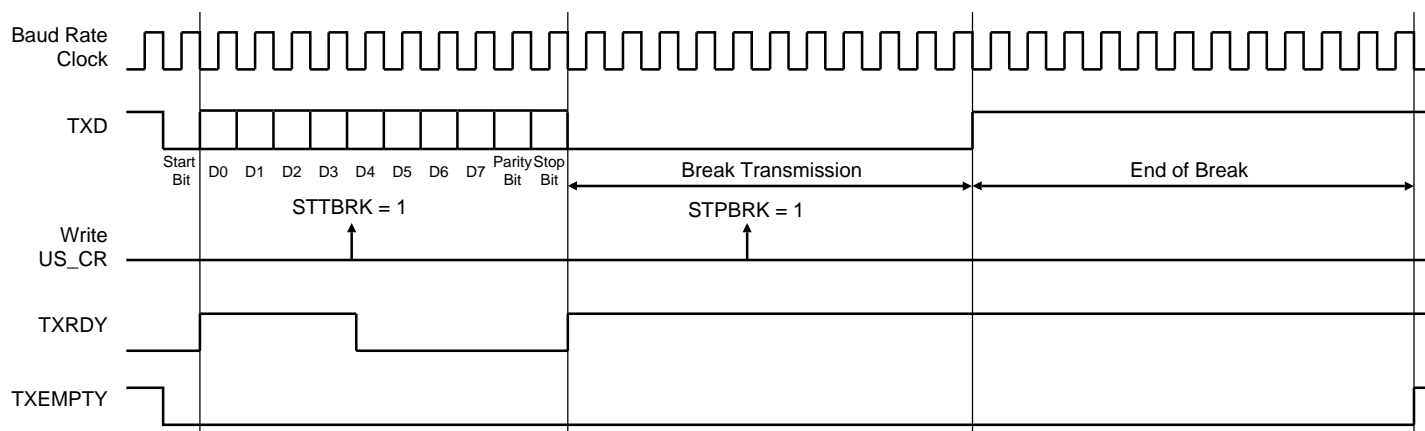 Baud Rate
Clock
TXD
Start
Bit
D0 D1 D2 D3 D4 D5 D6 D7
Parity
Bit
Stop
Bit
Break Transmission
End of Break
STTBRK = 1
STPBRK = 1
Write
US_CR
TXRDY
TXEMPTY